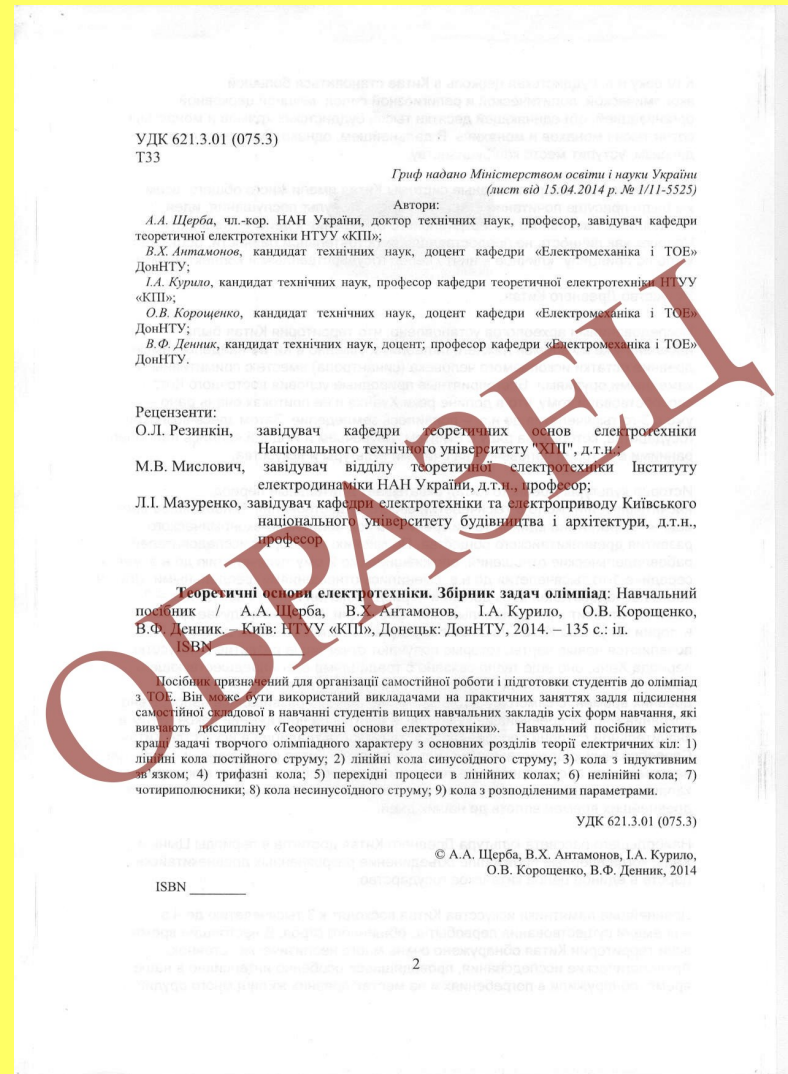 УДК 621.3.01 (075.3)
Т33
Гриф надано Міністерством освіти і науки України
(лист від 15.04.2014 р. № 1/11-5525)
Автори:
А.А. Щерба, чл.-кор. НАН України, доктор технічних наук, професор, завідувач кафедри
теоретичної електротехніки НТУУ «КПІ»;
В.Х. Антамонов, кандидат технічних наук, доцент кафедри «Електромеханіка і ТОЕ»
ДонНТУ;
І.А. Курило, кандидат технічних наук, професор кафедри теоретичної електротехніки НТУУ
«КПІ»;
О.В. Корощенко, кандидат технічних наук, доцент кафедри «Електромеханіка і ТОЕ»
ДонНТУ;
В.Ф. Денник, кандидат технічних наук, доцент; професор кафедри «Електромеханіка і ТОЕ»
ДонНТУ.
Рецензенти:
О.Л. Резинкін, завідувач кафедри теоретичних основ електротехніки
Національного технічного університету "ХПІ", д.т.н.;
М.В. Мислович, завідувач відділу теоретичної електротехніки Інституту
електродинаміки НАН України, д.т.н., професор;
Л.І. Мазуренко, завідувач кафедри електротехніки та електроприводу Київського
національного університету будівництва і архітектури, д.т.н.,
професор
ОБРАЗЕЦ
Теоретичні основи електротехніки. Збірник задач олімпіад: Навчальний
посібник / А.А. Щерба, В.Х. Антамонов, І.А. Курило, О.В. Корощенко,
В.Ф. Денник. – Київ: НТУУ «КПІ», Донецьк: ДонНТУ, 2014. – 135 с.: іл.
ISBN ____________
Посібник призначений для організації самостійної роботи і підготовки студентів до олімпіад
з ТОЕ. Він може бути використаний викладачами на практичних заняттях задля підсилення
самостійної складової в навчанні студентів вищих навчальних закладів усіх форм навчання, які
вивчають дисципліну «Теоретичні основи електротехніки». Навчальний посібник містить
кращі задачі творчого олімпіадного характеру з основних розділів теорії електричних кіл: 1)
лінійні кола постійного струму; 2) лінійні кола синусоїдного струму; 3) кола з індуктивним
зв'язком; 4) трифазні кола; 5) перехідні процеси в лінійних колах; 6) нелінійні кола; 7)
чотириполюсники; 8) кола несинусоїдного струму; 9) кола з розподіленими параметрами.
УДК 621.3.01 (075.3)
© А.А. Щерба, В.Х. Антамонов, І.А. Курило,
О.В. Корощенко, В.Ф. Денник, 2014
ISBN ________
2